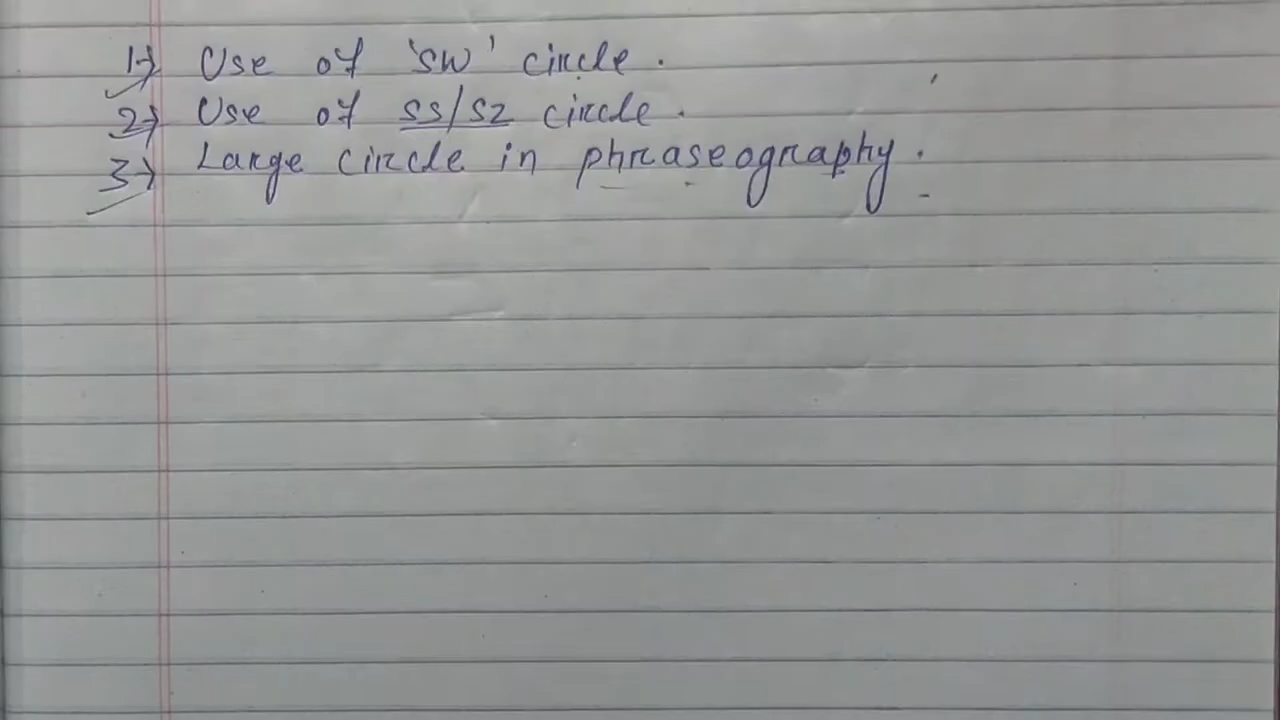 1→ Use of 'sw' circle.
2→ Use of ss/sz circle.
3→ Large circle in phraseography.